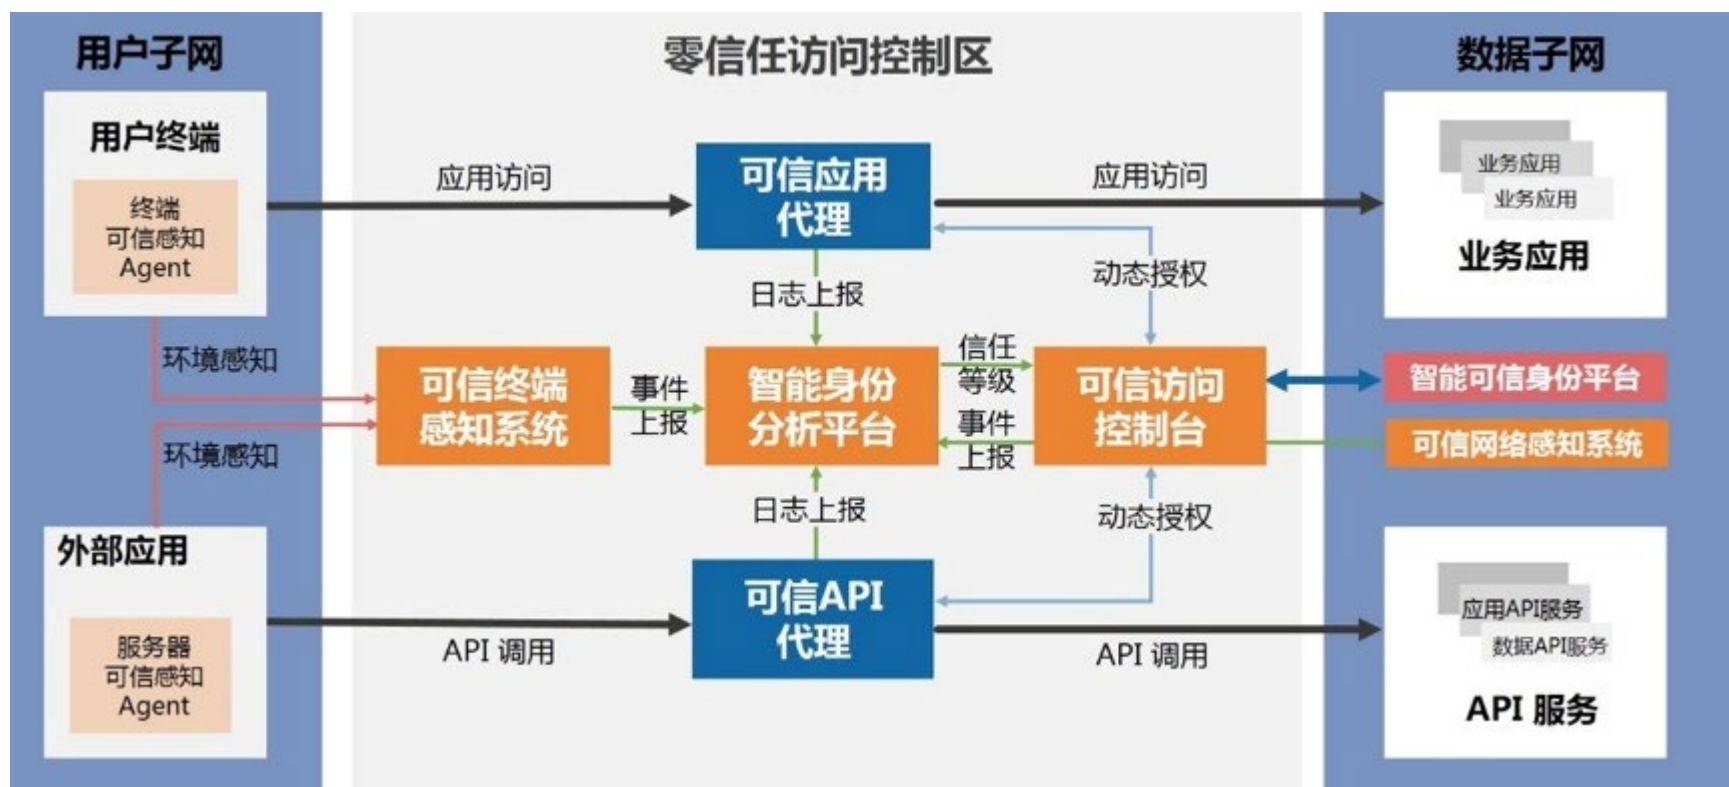 用户子网
零信任访问控制区
数据子网
用户终端
终端
可信感知
Agent
应用访问
可信应用
代理
应用访问
业务应用
业务应用
业务应用
日志上报
动态授权
环境感知
可信终端
感知系统
事件
上报
智能身份
分析平台
信任
等级
事件
上报
可信访问
控制台
智能可信身份平台
可信网络感知系统
环境感知
日志上报
动态授权
外部应用
服务器
可信感知
Agent
API 调用
可信API
代理
API 调用
应用API服务
数据API服务
API 服务